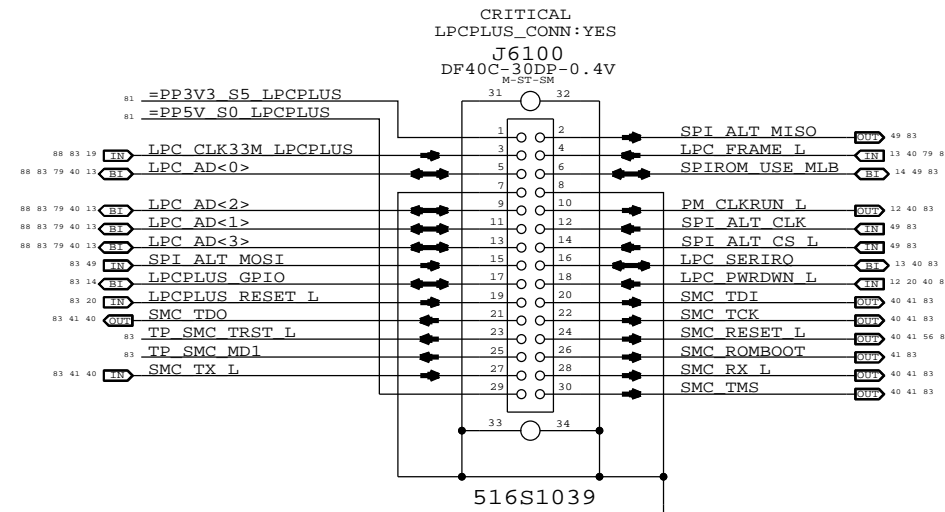 CRITICAL
LPCPLUS_CONN:YES
J6100
DF40C-30DP-0.4V
M-ST-SM
31 32
81 =PP3V3_S5_LPCPLUS
81 =PP5V_S0_LPCPLUS
1 2 SPI_ALT_MISO OUT 49 83
88 83 19 IN LPC_CLK33M_LPCPLUS 3 4 LPC_FRAME_L IN 13 40 79 8
88 83 79 40 13 BI LPC_AD<0> 5 6 SPIROM_USE_MLB BI 14 49 83
7 8
88 83 79 40 13 BI LPC_AD<2> 9 10 PM_CLKRUN_L OUT 12 40 83
88 83 79 40 13 BI LPC_AD<1> 11 12 SPI_ALT_CLK IN 49 83
88 83 79 40 13 BI LPC_AD<3> 13 14 SPI_ALT_CS_L IN 49 83
83 49 IN SPI_ALT_MOSI 15 16 LPC_SERIRQ BI 13 40 83
83 14 BI LPCPLUS_GPIO 17 18 LPC_PWRDWN_L IN 12 20 40 8
83 20 IN LPCPLUS_RESET_L 19 20 SMC_TDI OUT 40 41 83
83 41 40 OUT SMC_TDO 21 22 SMC_TCK OUT 40 41 83
83 TP_SMC_TRST_L 23 24 SMC_RESET_L OUT 40 41 56 8
83 TP_SMC_MD1 25 26 SMC_ROMBOOT OUT 41 83
83 41 40 IN SMC_TX_L 27 28 SMC_RX_L OUT 40 41 83
29 30 SMC_TMS OUT 40 41 83
33 34
516S1039